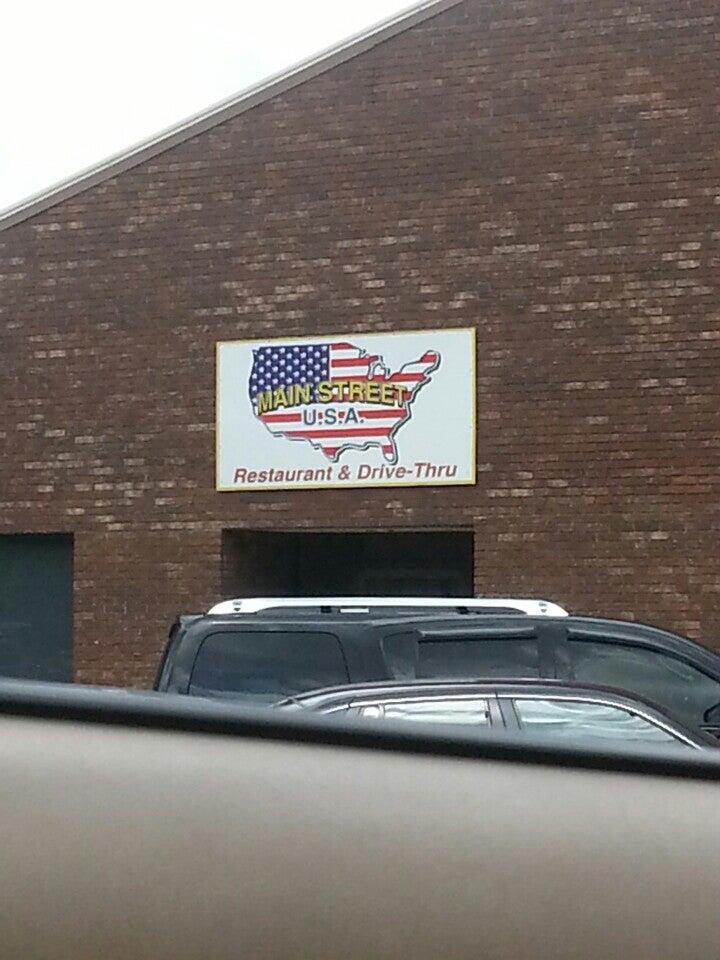 MAIN STREET
U.S.A.
Restaurant & Drive-Thru